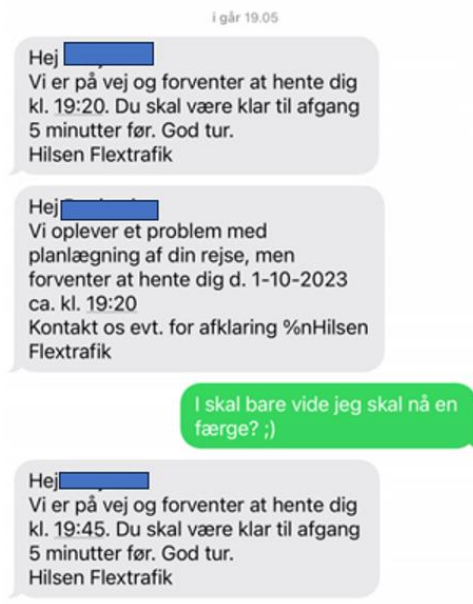 i går 19.05
Hej
Vi er på vej og forventer at hente dig
kl. 19:20. Du skal være klar til afgang
5 minutter før. God tur.
Hilsen Flextrafik
Hej
Vi oplever et problem med
planlægning af din rejse, men
forventer at hente dig d. 1-10-2023
ca. kl. 19:20
Kontakt os evt. for afklaring %nHilsen
Flextrafik
I skal bare vide jeg skal nå en
færge? ;)
Hej
Vi er på vej og forventer at hente dig
kl. 19:45. Du skal være klar til afgang
5 minutter før. God tur.
Hilsen Flextrafik